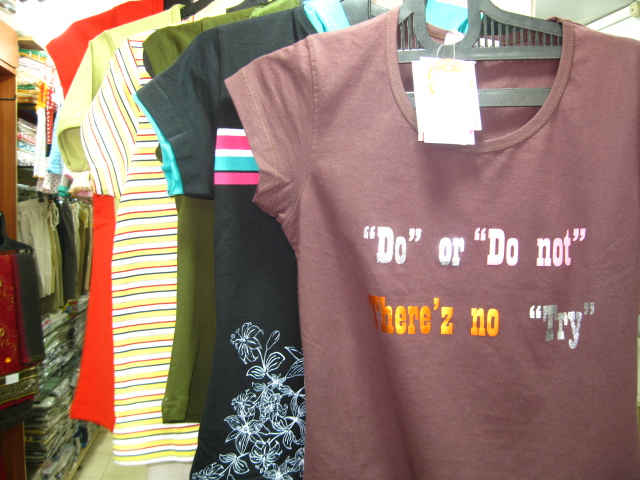 “Do” or “Do not”
There’z no “Try”